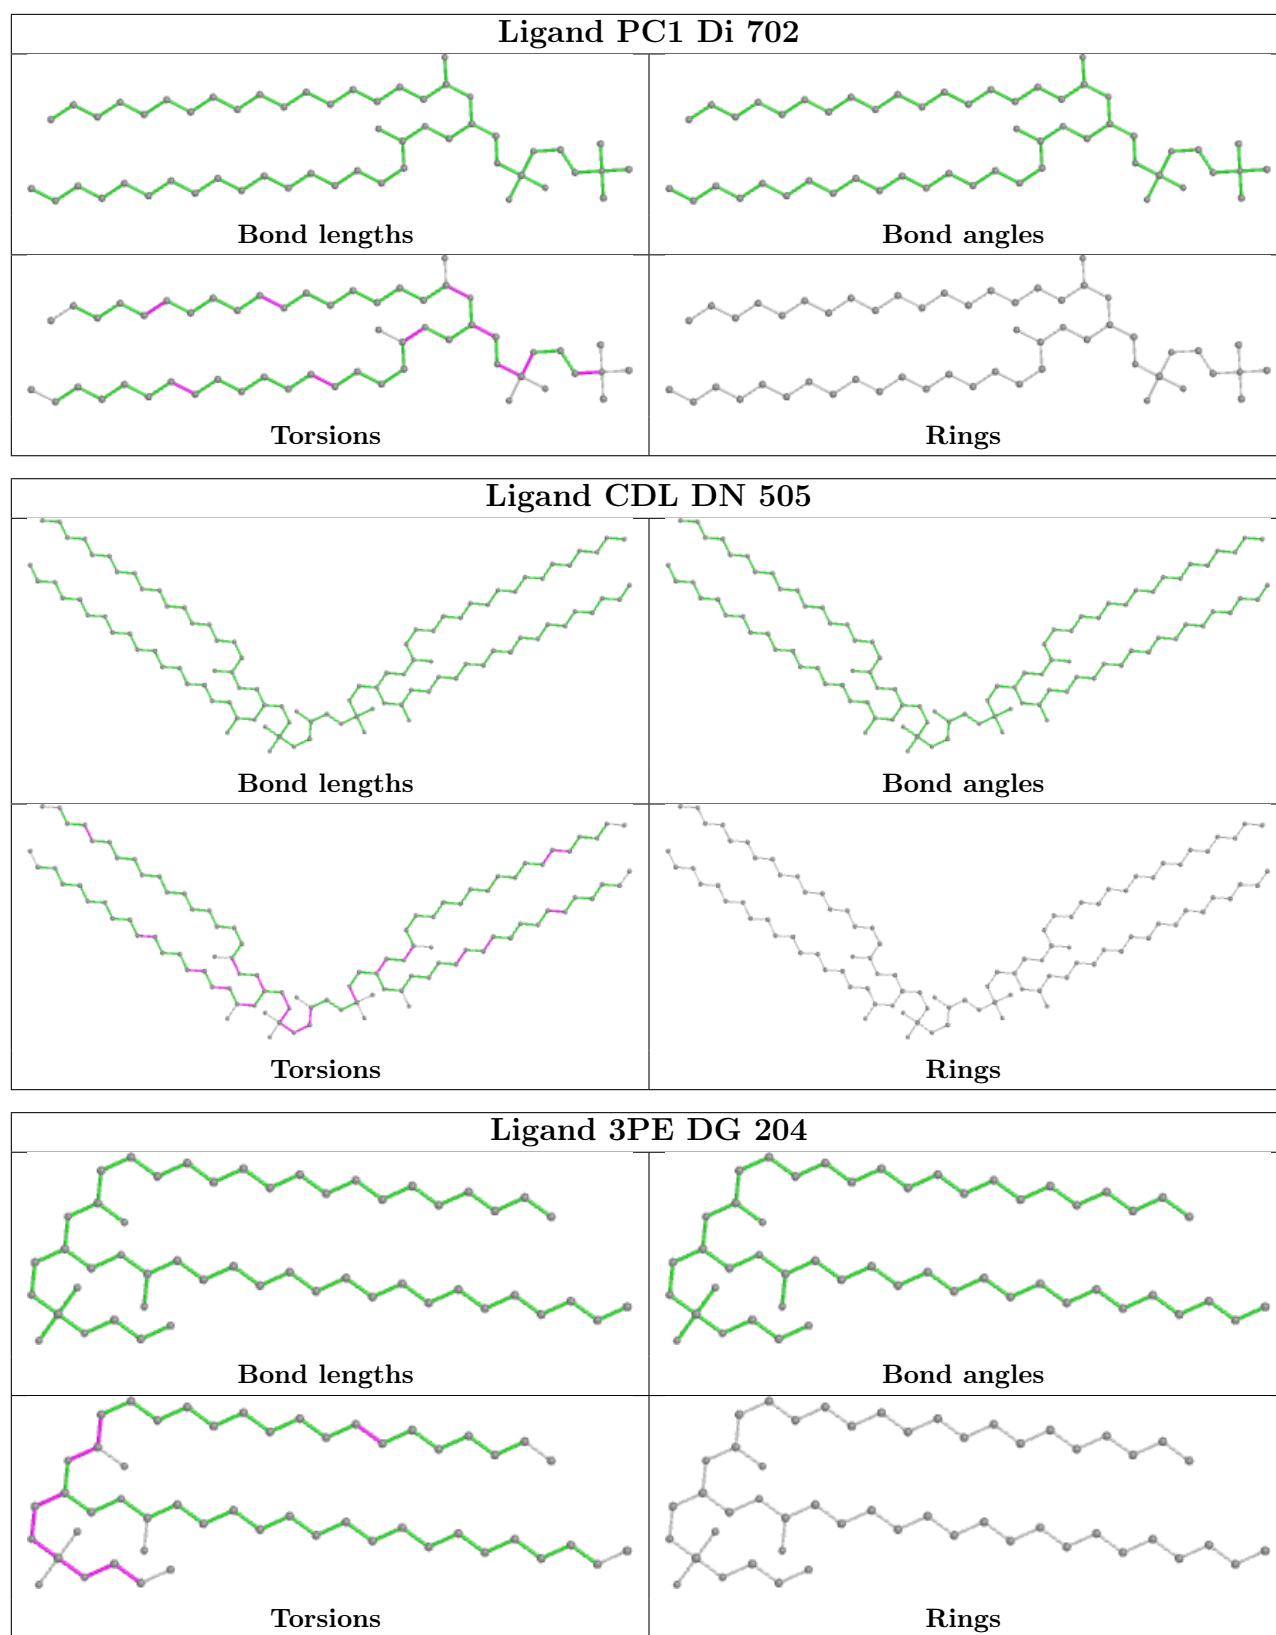 Ligand PC1 Di 702
Bond lengths
Bond angles
Torsions
Rings
Ligand CDL DN 505
Bond lengths
Bond angles
Torsions
Rings
Ligand 3PE DG 204
Bond lengths
Bond angles
Torsions
Rings